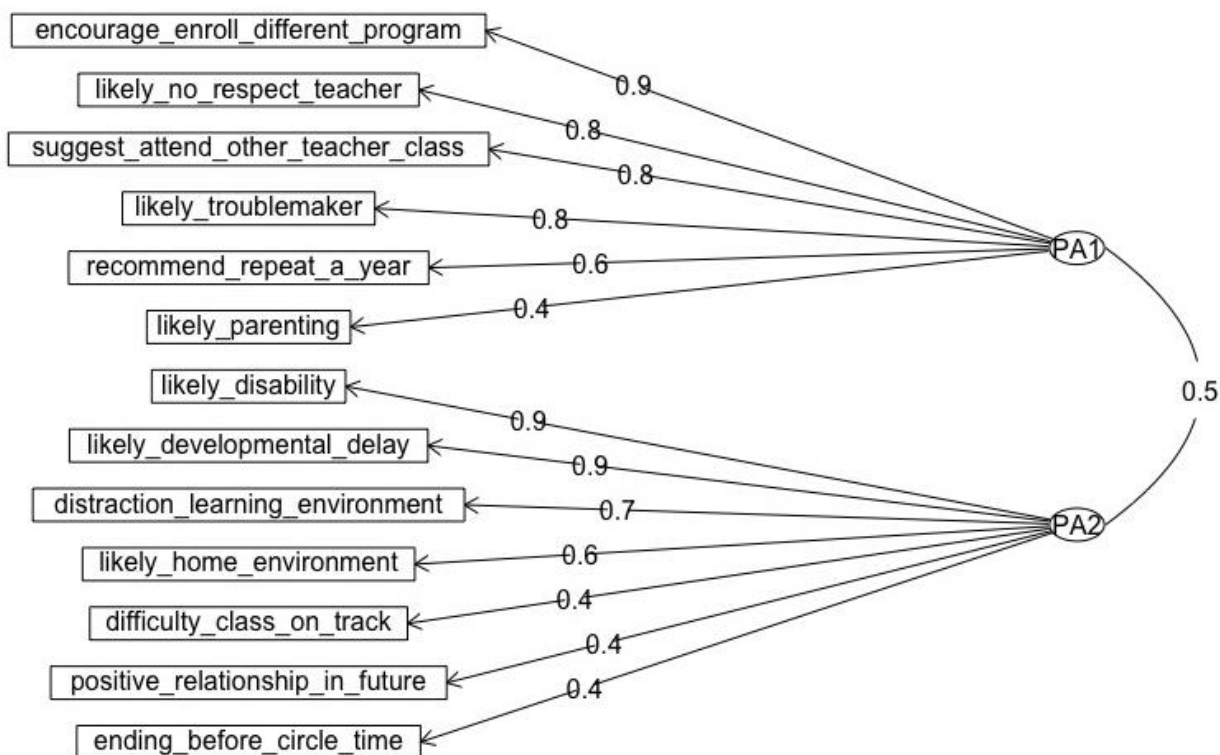 encourage_enroll_different_program
0.9
likely_no_respect_teacher
0.8
suggest_attend_other_teacher_class
0.8
likely_troublemaker
0.8
PA1
recommend_repeat_a_year
0.6
likely_parenting
0.4
likely_disability
0.5
0.9
likely_developmental_delay
0.9
distraction_learning_environment
0.7
PA2
likely_home_environment
0.6
difficulty_class_on_track
0.4
positive_relationship_in_future
0.4
ending_before_circle_time
0.4